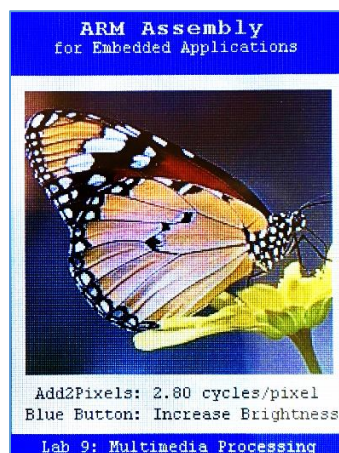 ARM Assembly
for Embedded Applications
Add2Pixels: 2.80 cycles/pixel
Blue Button: Increase Brightness
Lab 9: Multimedia Processing